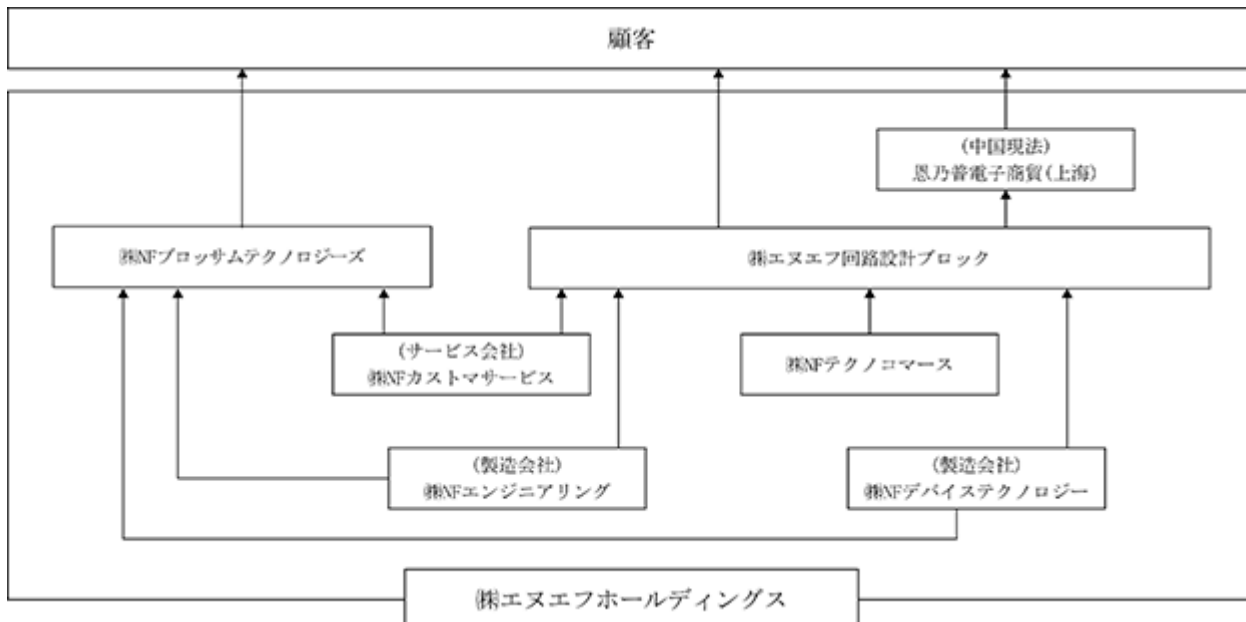 顧客
(中国現法)
恩乃普電子商貿(上海)
㈱NFブロッサムテクノロジーズ
㈱エヌエフ回路設計ブロック
(サービス会社)
㈱NFカストマサービス
㈱NFテクノコマース
(製造会社)
㈱NFエンジニアリング
(製造会社)
㈱NFデバイステクノロジー
㈱エヌエフホールディングス